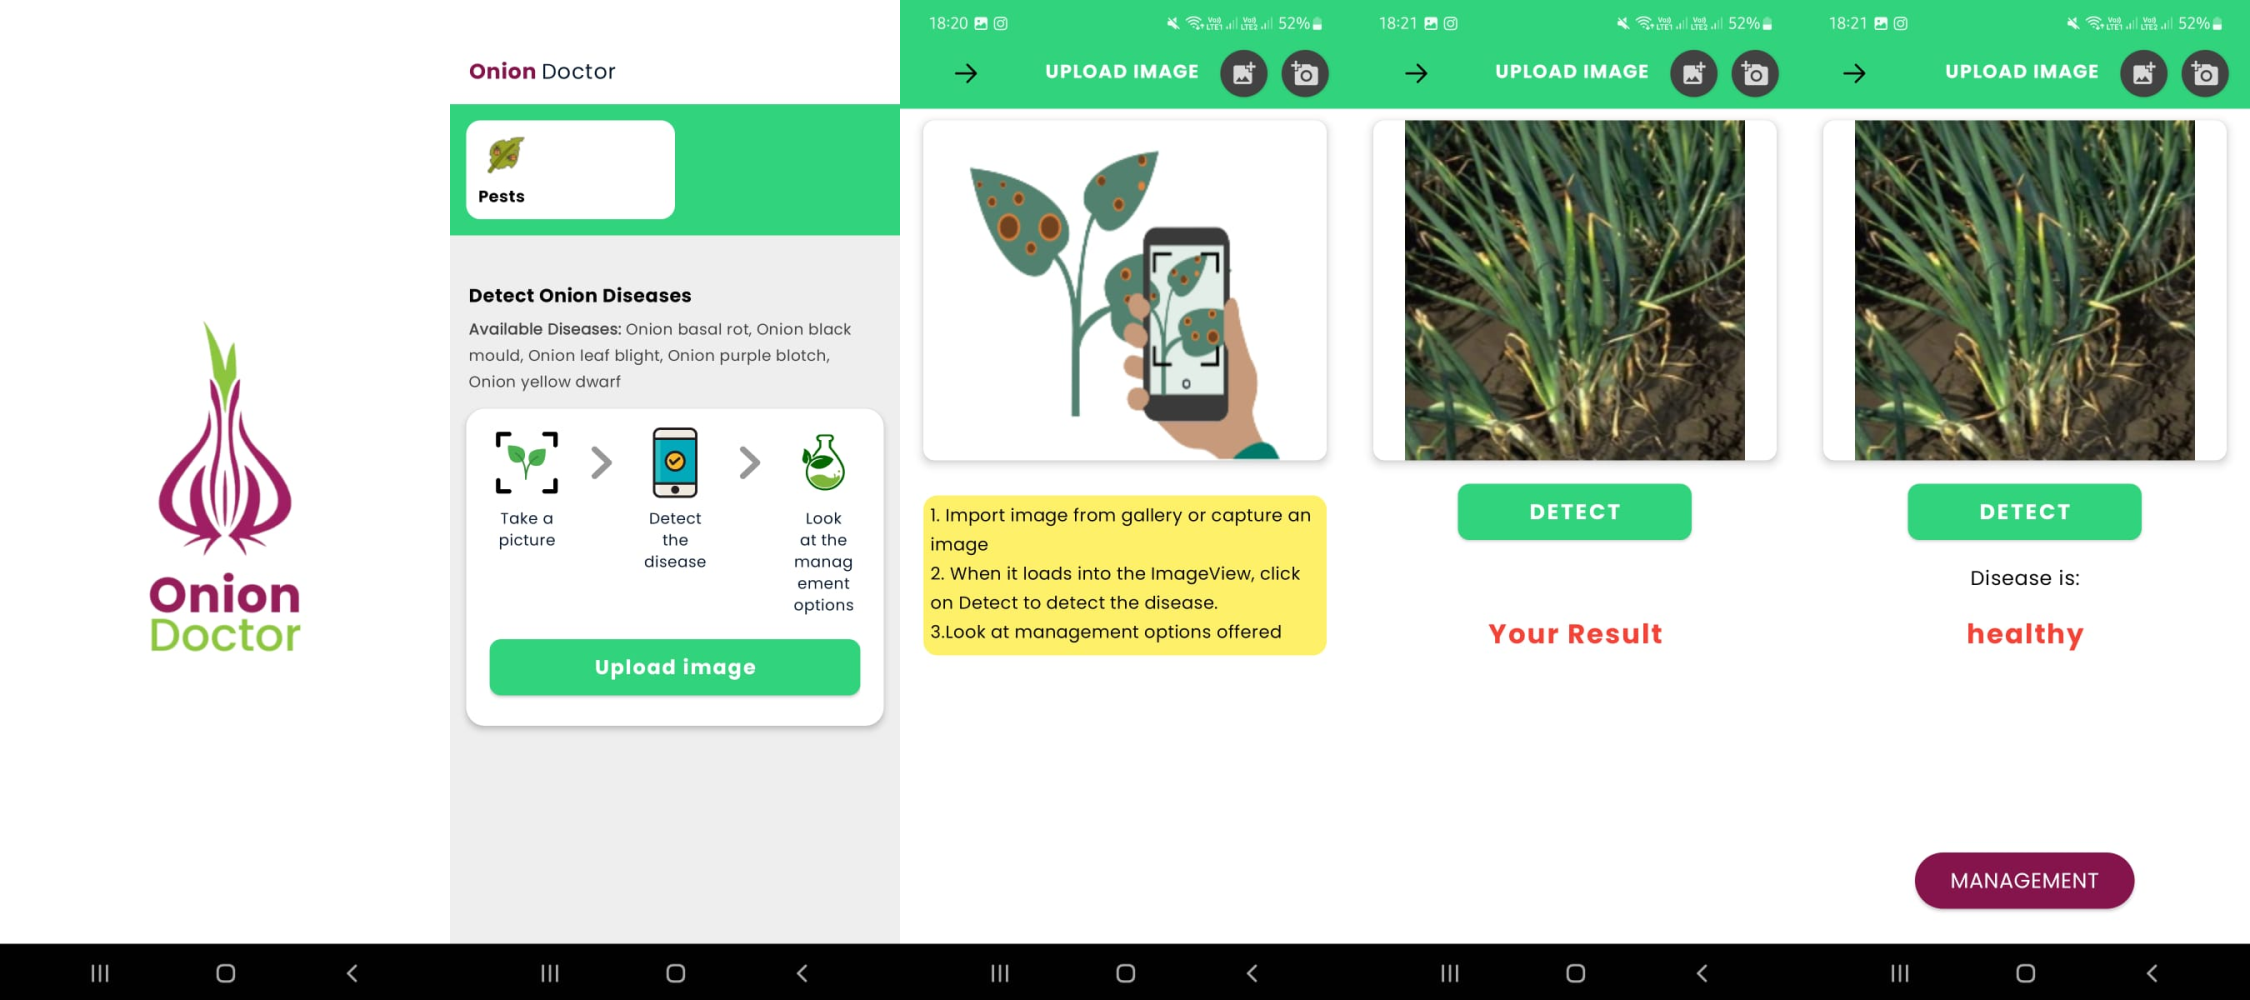 Onion
Doctor
Onion Doctor
Pests
Detect Onion Diseases
Available Diseases: Onion basal rot, Onion black
mould, Onion leaf blight, Onion purple blotch,
Onion yellow dwarf
Take a
picture
Detect
the
disease
Look
at the
manag
ement
options
Upload image
18:20
52%
UPLOAD IMAGE
1. Import image from gallery or capture an
image
2. When it loads into the ImageView, click
on Detect to detect the disease.
3.Look at management options offered
18:21
52%
UPLOAD IMAGE
DETECT
Your Result
18:21
52%
UPLOAD IMAGE
DETECT
Disease is:
healthy
MANAGEMENT